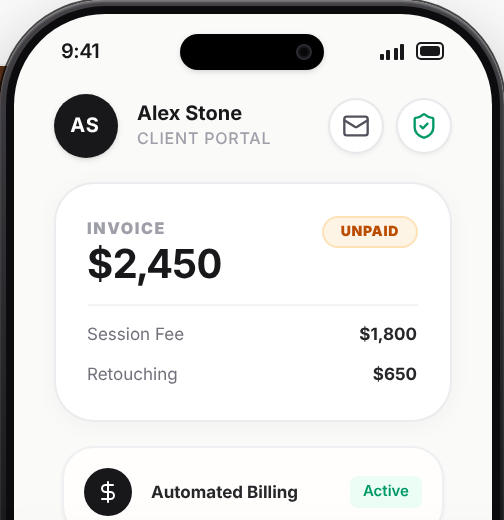 9:41
AS
Alex Stone
CLIENT PORTAL
INVOICE
UNPAID
$2,450
Session Fee $1,800
Retouching $650
$
Automated Billing Active